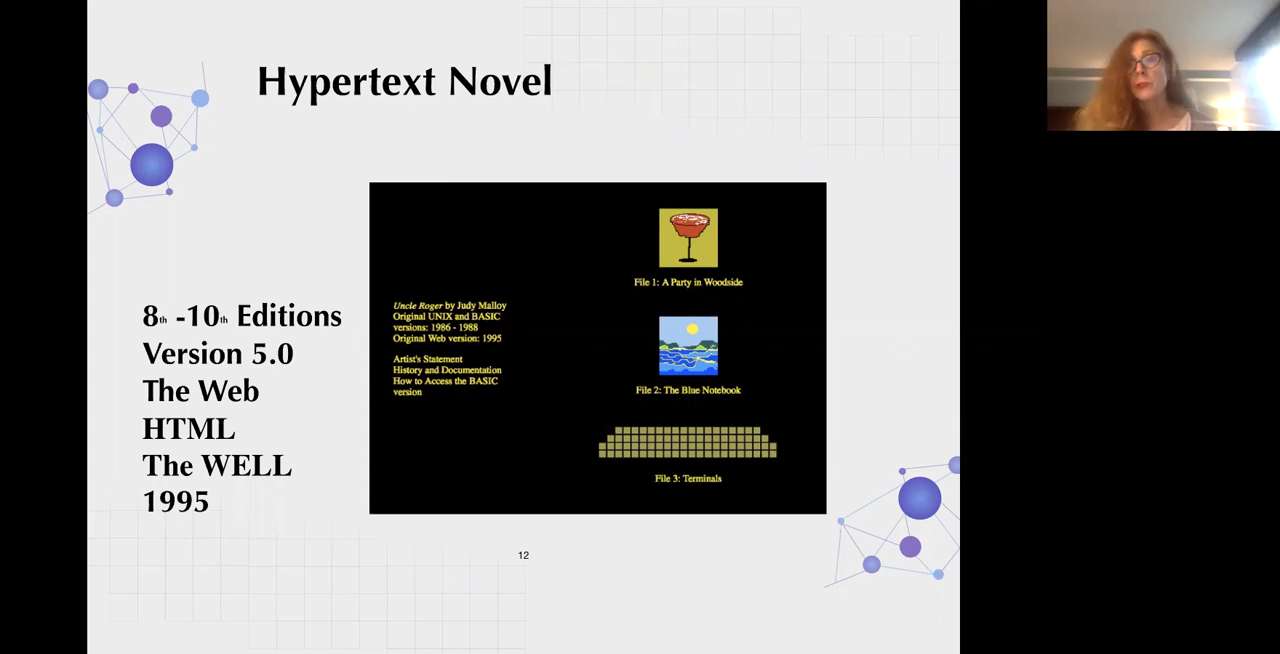 Hypertext Novel
8th -10th Editions
Version 5.0
The Web
HTML
The WELL
1995
Uncle Roger by Judy Malloy
Original UNIX and BASIC
versions: 1986 - 1988
Original Web version: 1995
Artist's Statement
History and Documentation
How to Access the BASIC
version
File 1: A Party in Woodside
File 2: The Blue Notebook
File 3: Terminals
12